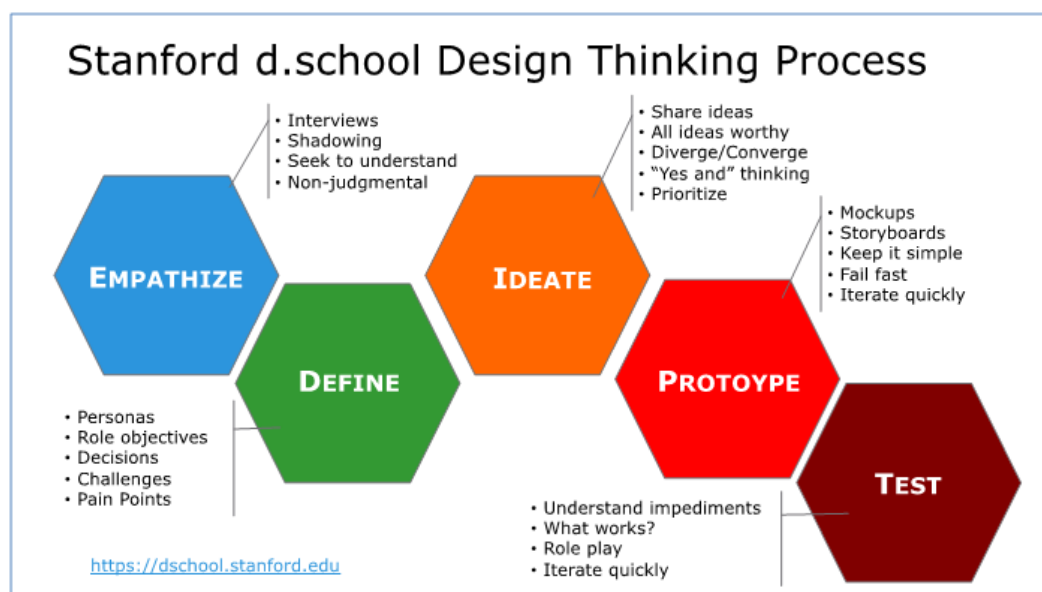 Stanford d.school Design Thinking Process
• Interviews
• Shadowing
• Seek to understand
• Non-judgmental
EMPATHIZE
• Personas
• Role objectives
• Decisions
• Challenges
• Pain Points
DEFINE
• Share ideas
• All ideas worthy
• Diverge/Converge
• “Yes and” thinking
• Prioritize
IDEATE
• Mockups
• Storyboards
• Keep it simple
• Fail fast
• Iterate quickly
PROTOYPE
• Understand impediments
• What works?
• Role play
• Iterate quickly
TEST
https://dschool.stanford.edu